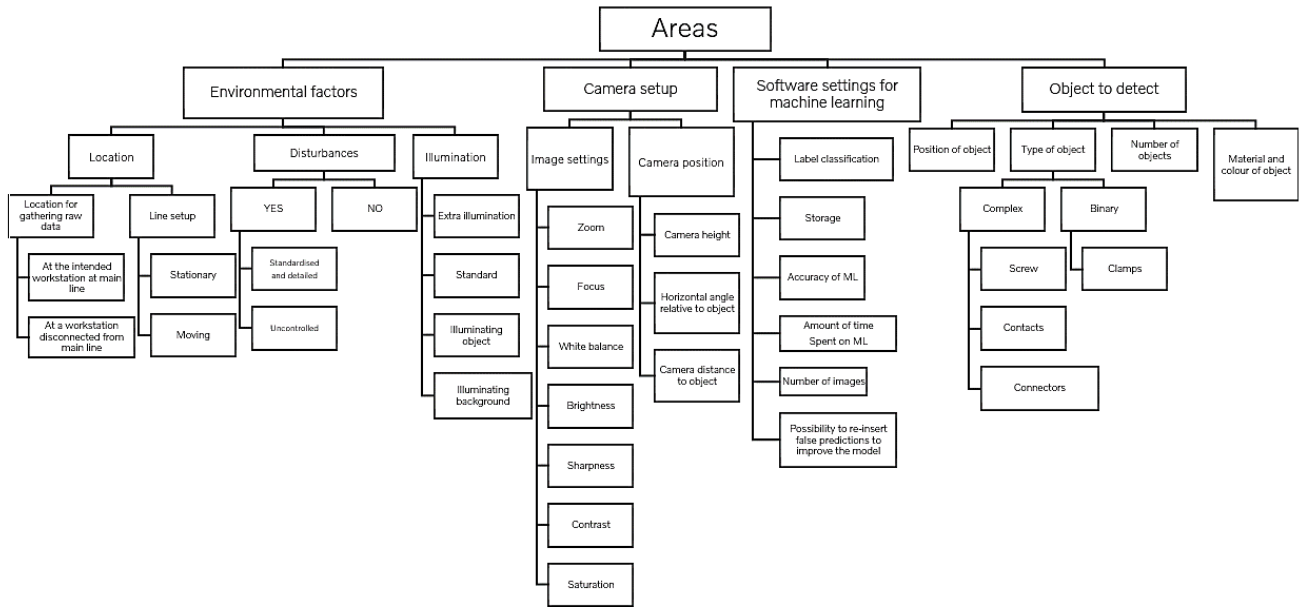 Areas
Environmental factors
Camera setup
Software settings for
machine learning
Object to detect
Location
Disturbances
Illumination
Image settings
Camera position
Label classification
Position of object
Type of object
Number of
objects
Material and
colour of object
Location for
gathering raw
data
Line setup
YES
NO
Extra illumination
Zoom
Camera height
Storage
Complex
Binary
At the intended
workstation at main
line
Stationary
Standardised
and detailed
Standard
Focus
Horizontal angle
relative to object
Accuracy of ML
Screw
Clamps
At a workstation
disconnected from
main line
Moving
Uncontrolled
Illuminating
object
White balance
Camera distance
to object
Amount of time
Spent on ML
Contacts
Illuminating
background
Brightness
Number of images
Connectors
Sharpness
Possibility to re-insert
false predictions to
improve the model
Contrast
Saturation